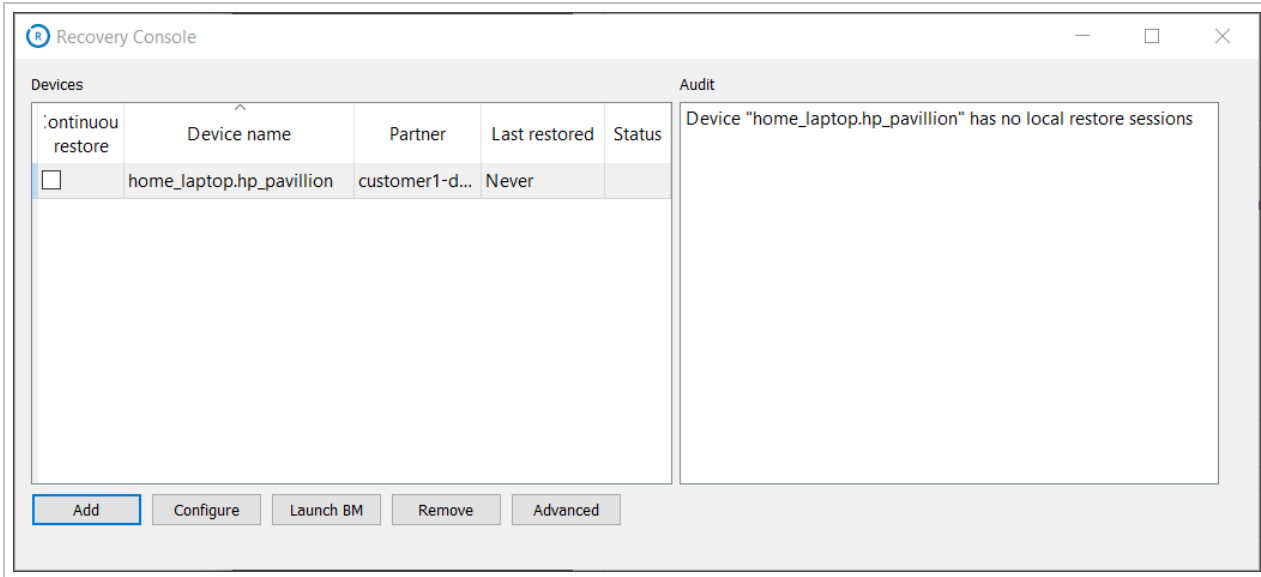 Recovery Console
Devices
Audit
ontinuou
restore
Device name
Partner
Last restored
Status
home_laptop.hp_pavillion
customer1-d...
Never
Device "home_laptop.hp_pavillion" has no local restore sessions
Add
Configure
Launch BM
Remove
Advanced